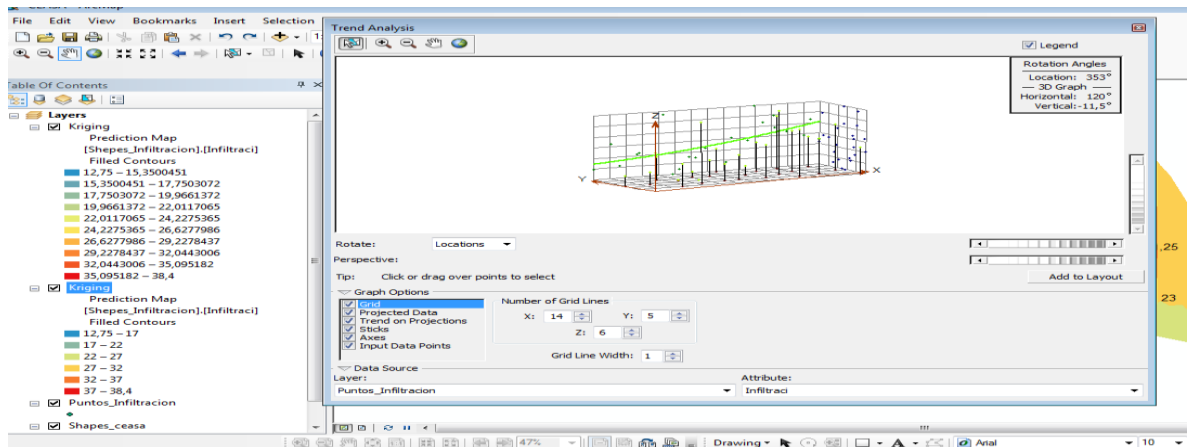 CEASA - ArcMap
File Edit View Bookmarks Insert Selection
Table Of Contents
Layers
Kriging
Prediction Map
[Shepes_Infiltracion].[Infiltraci]
Filled Contours
12,75 – 15,3500451
15,3500451 – 17,7503072
17,7503072 – 19,9661372
19,9661372 – 22,0117065
22,0117065 – 24,2275365
24,2275365 – 26,6277986
26,6277986 – 29,2278437
29,2278437 – 32,0443006
32,0443006 – 35,095182
35,095182 – 38,4
Kriging
Prediction Map
[Shepes_Infiltracion].[Infiltraci]
Filled Contours
12,75 – 17
17 – 22
22 – 27
27 – 32
32 – 37
37 – 38,4
Puntos_Infiltracion
Shapes_ceasa
Trend Analysis
Legend
Rotation Angles
Location: 353°
3D Graph
Horizontal: 120°
Vertical:-11,5°
Z
Y
X
Rotate: Locations
Perspective:
Tip: Click or drag over points to select
Add to Layout
Graph Options
Grid
Projected Data
Trend on Projections
Sticks
Axes
Input Data Points
Number of Grid Lines
X: 14 Y: 5
Z: 6
Grid Line Width: 1
Data Source
Layer: Attribute:
Puntos_Infiltracion Infiltraci
,25
23
47% Drawing A Arial 10